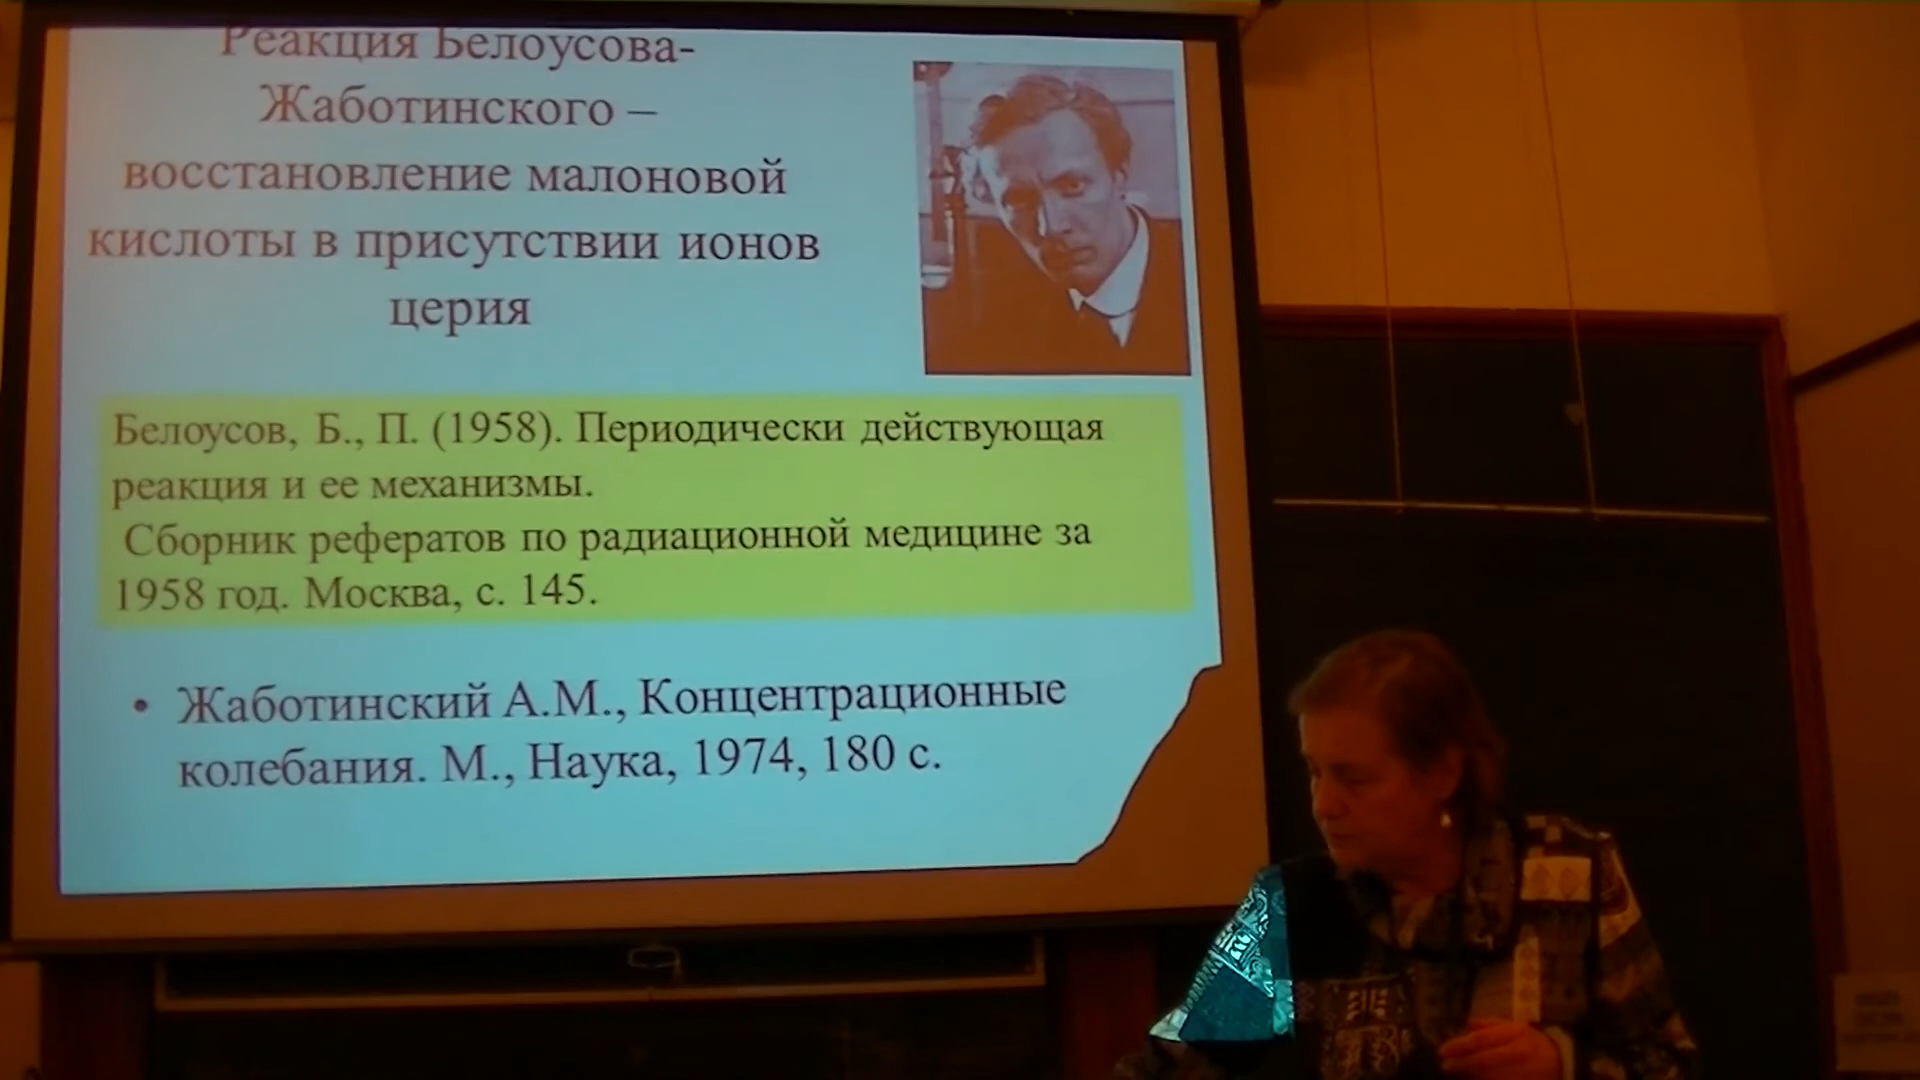 Реакция Белоусова-
Жаботинского –
восстановление малоновой
кислоты в присутствии ионов
церия
Белоусов, Б., П. (1958). Периодически действующая
реакция и ее механизмы.
Сборник рефератов по радиационной медицине за
1958 год. Москва, с. 145.
• Жаботинский А.М., Концентрационные
колебания. М., Наука, 1974, 180 с.